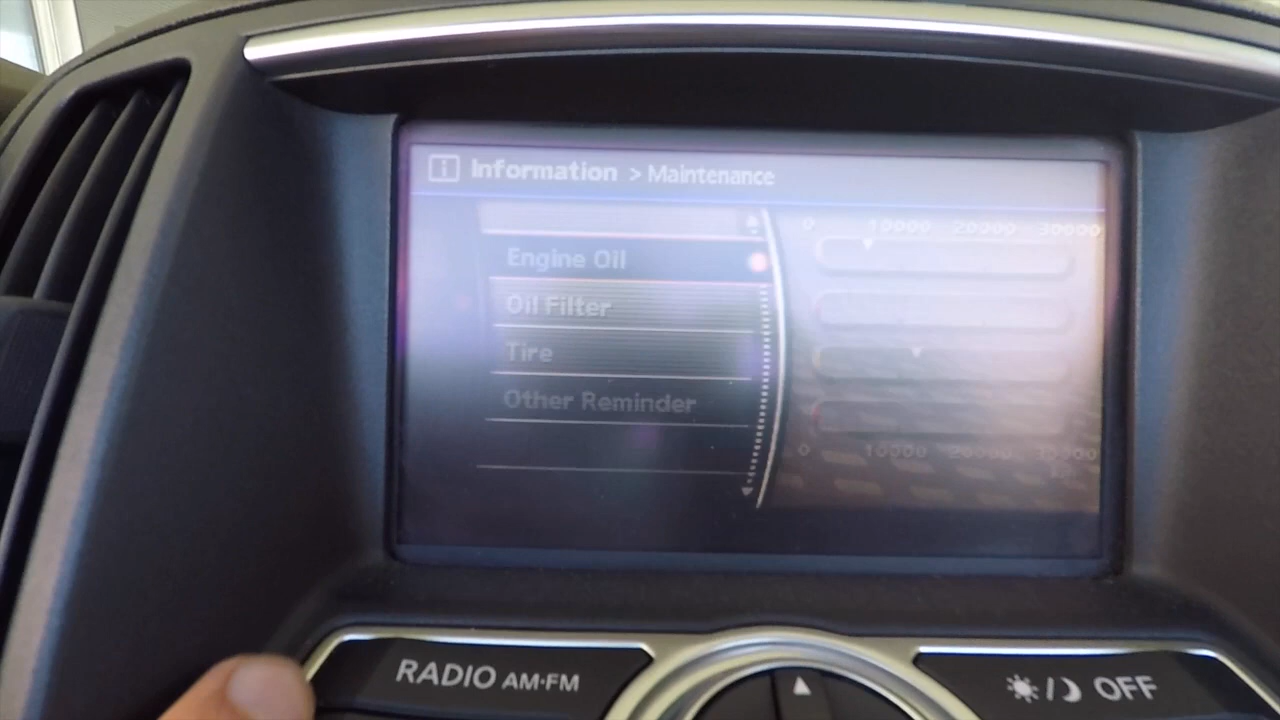 i Information > Maintenance
0 10000 20000 30000
Engine Oil
Oil Filter
Tire
Other Reminder
0 10000 20000 30000
RADIO AM·FM
OFF